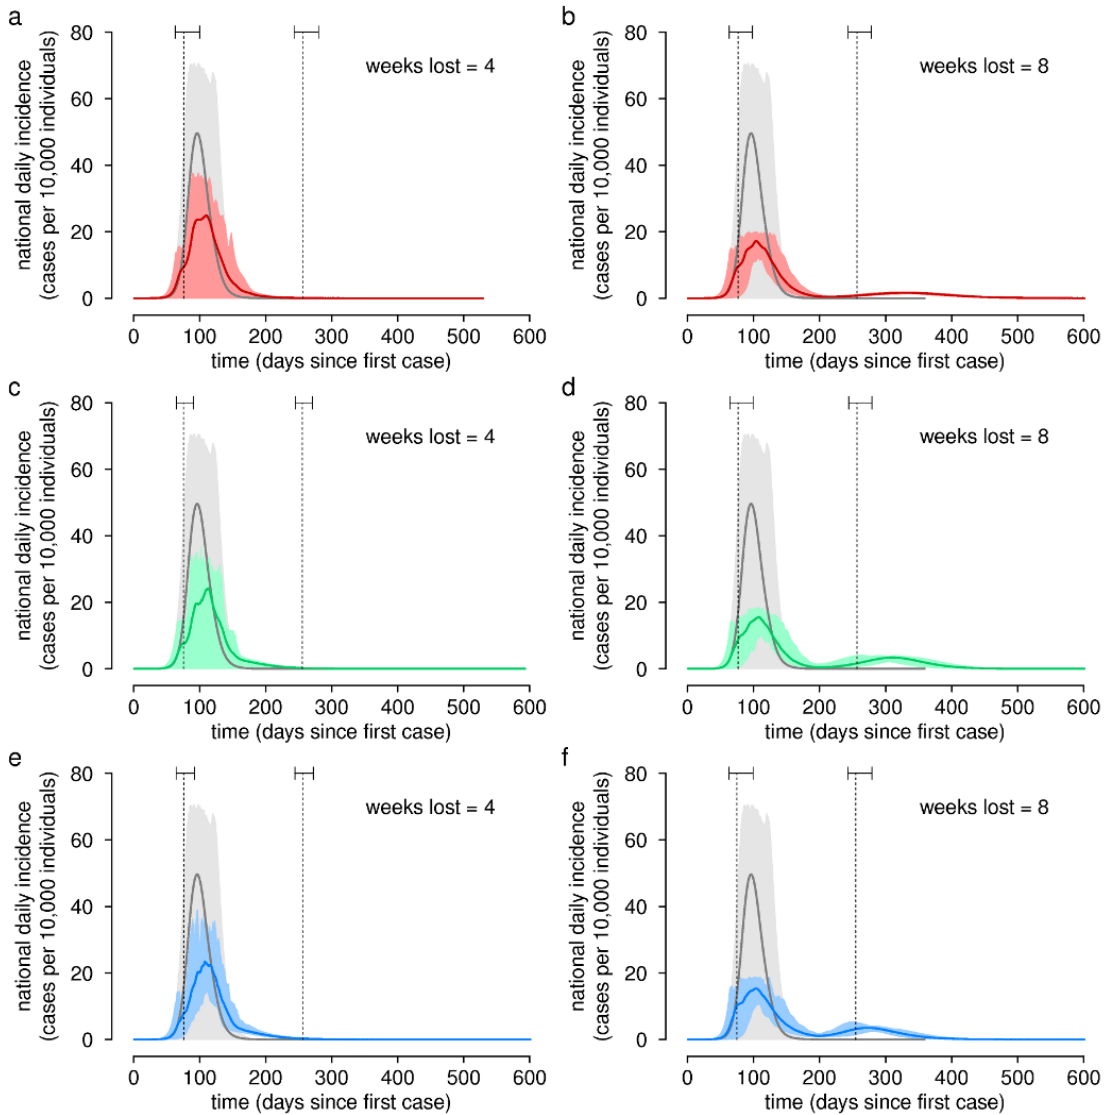 a
national daily incidence
(cases per 10,000 individuals)
80
60
40
20
0
weeks lost = 4
0 100 200 300 400 500 600
time (days since first case)
b
national daily incidence
(cases per 10,000 individuals)
80
60
40
20
0
weeks lost = 8
0 100 200 300 400 500 600
time (days since first case)
c
national daily incidence
(cases per 10,000 individuals)
80
60
40
20
0
weeks lost = 4
0 100 200 300 400 500 600
time (days since first case)
d
national daily incidence
(cases per 10,000 individuals)
80
60
40
20
0
weeks lost = 8
0 100 200 300 400 500 600
time (days since first case)
e
national daily incidence
(cases per 10,000 individuals)
80
60
40
20
0
weeks lost = 4
0 100 200 300 400 500 600
time (days since first case)
f
national daily incidence
(cases per 10,000 individuals)
80
60
40
20
0
weeks lost = 8
0 100 200 300 400 500 600
time (days since first case)